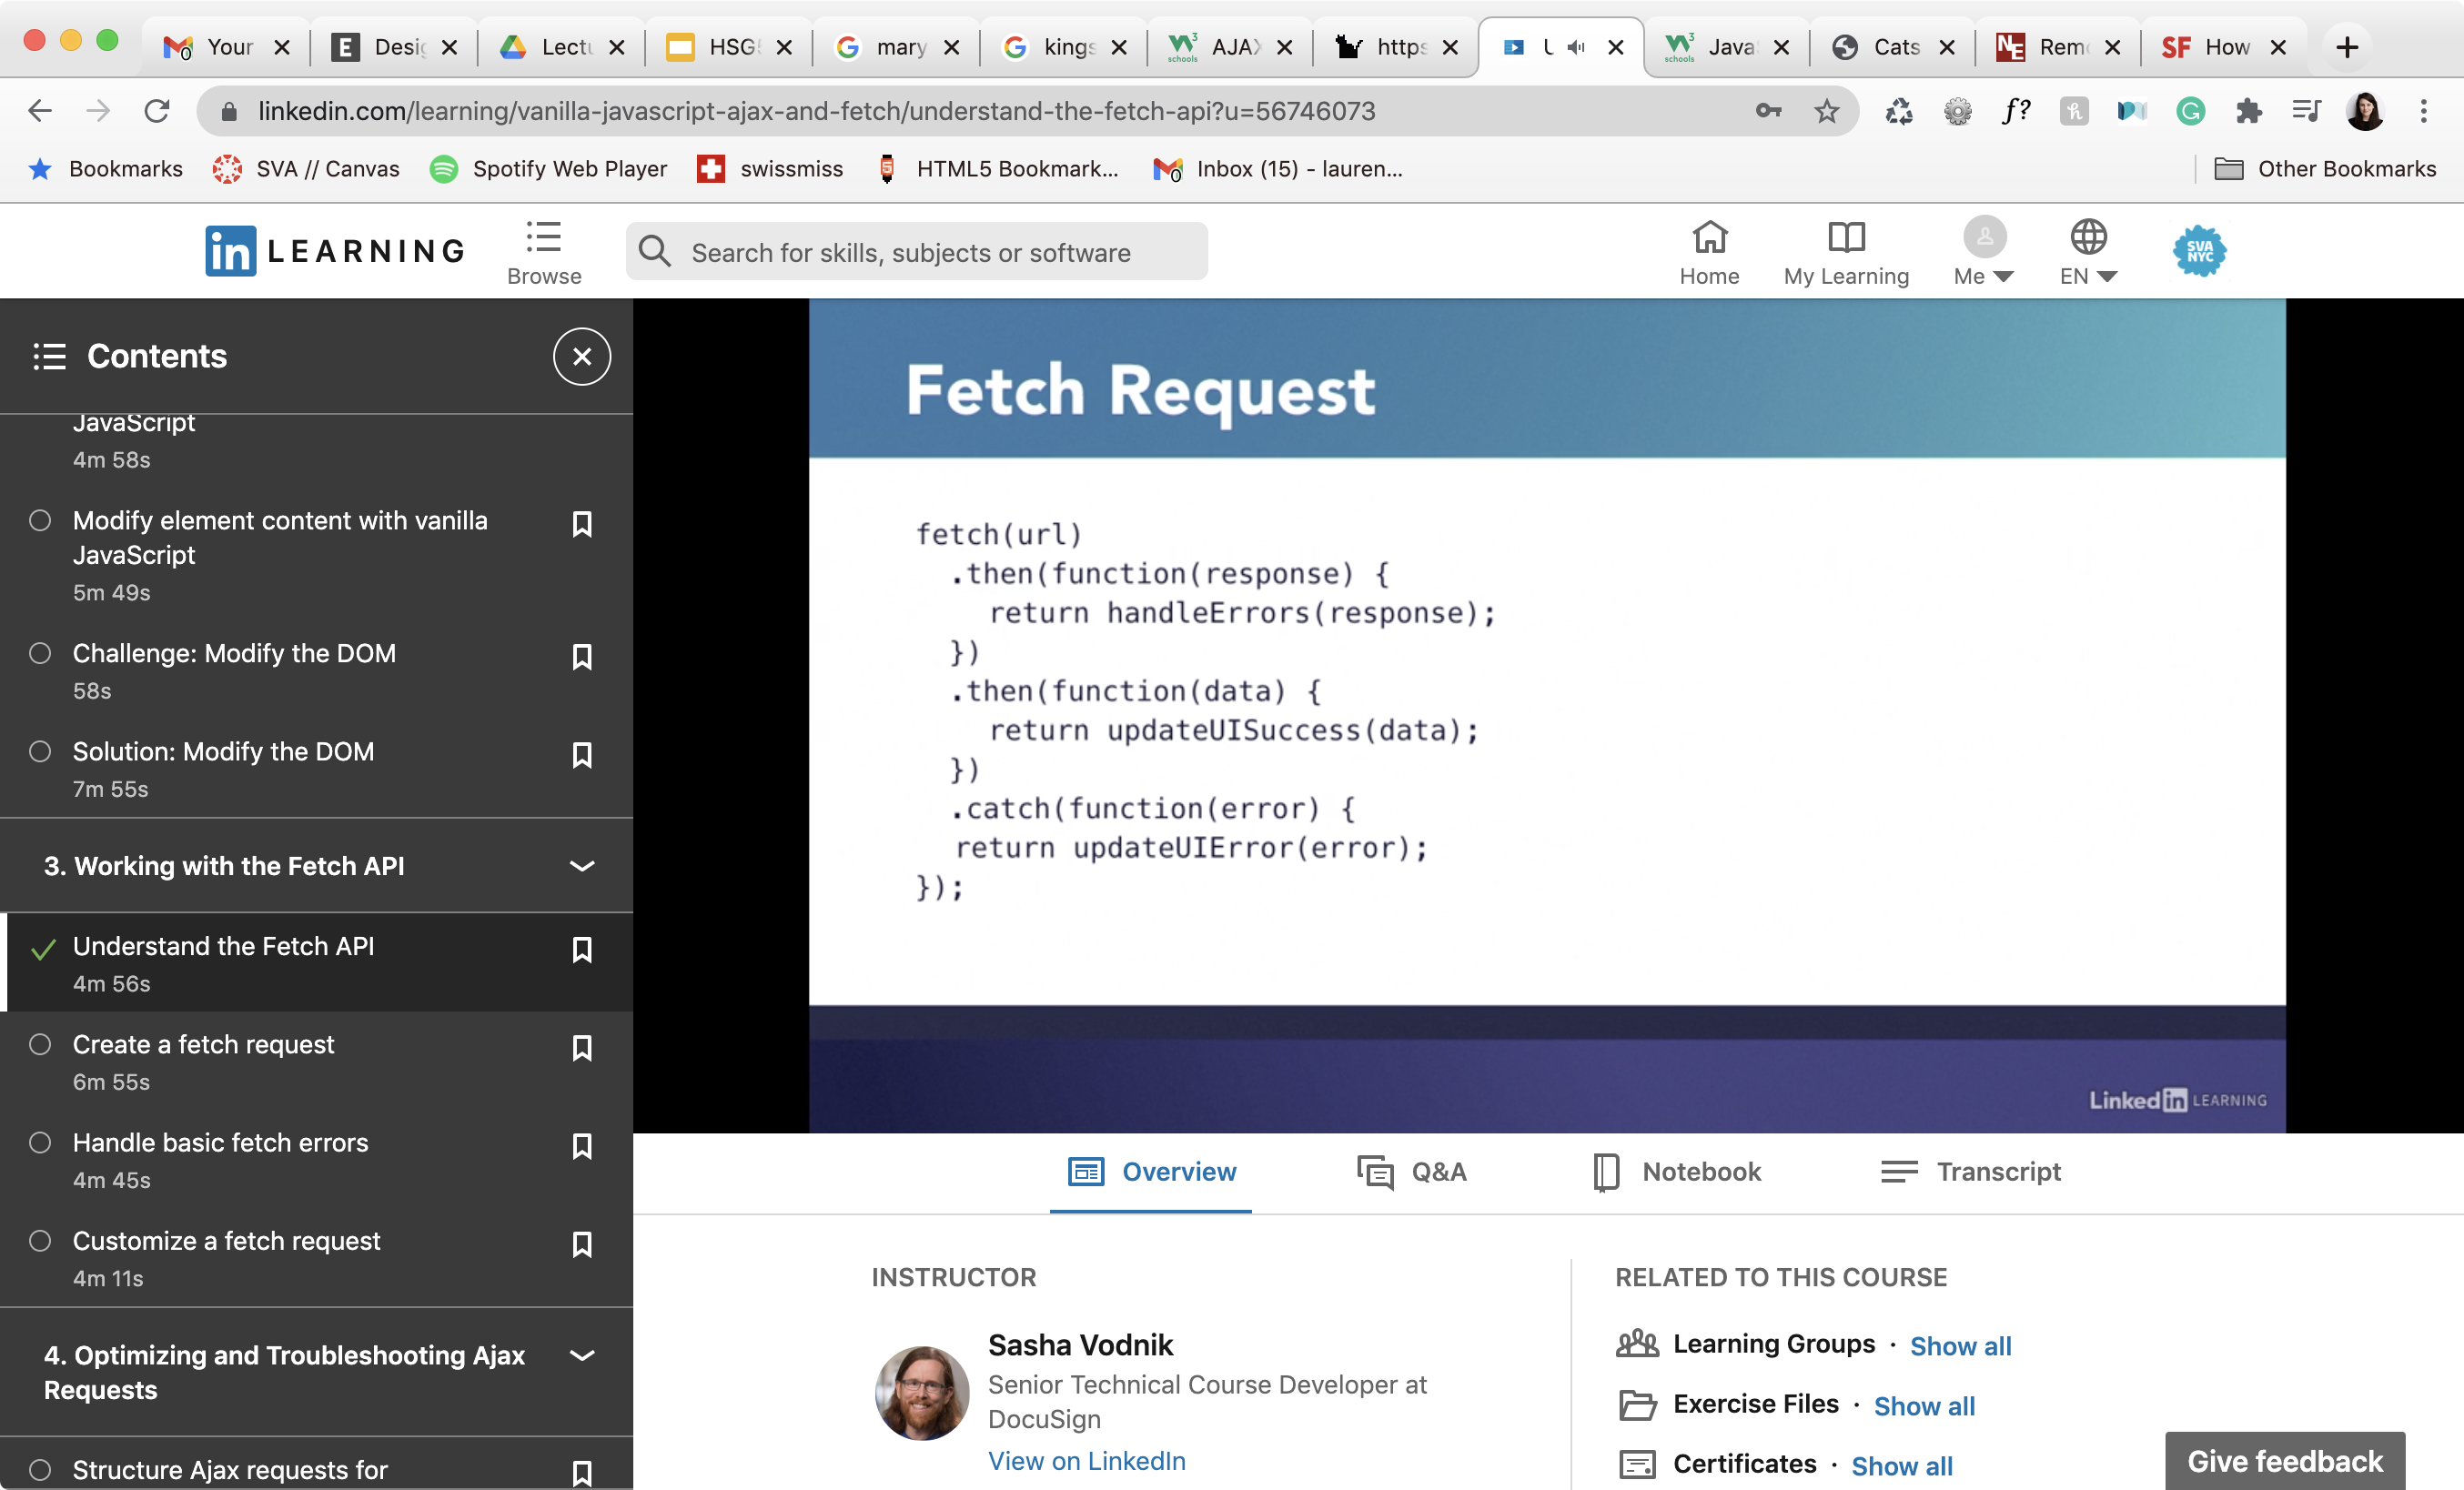 Your
Desig
Lectu
HSG
mary
kings
AJAX
https
Java
Cats
Remo
How
linkedin.com/learning/vanilla-javascript-ajax-and-fetch/understand-the-fetch-api?u=56746073
Bookmarks
SVA // Canvas
Spotify Web Player
swissmiss
HTML5 Bookmark...
Inbox (15) - lauren...
Other Bookmarks
in LEARNING
Browse
Search for skills, subjects or software
Home
My Learning
Me
EN
SVA
NYC
Contents
JavaScript
4m 58s
Modify element content with vanilla
JavaScript
5m 49s
Challenge: Modify the DOM
58s
Solution: Modify the DOM
7m 55s
3. Working with the Fetch API
Understand the Fetch API
4m 56s
Create a fetch request
6m 55s
Handle basic fetch errors
4m 45s
Customize a fetch request
4m 11s
4. Optimizing and Troubleshooting Ajax
Requests
Structure Ajax requests for
Fetch Request
fetch(url)
.then(function(response) {
return handleErrors(response);
})
.then(function(data) {
return updateUISuccess(data);
})
.catch(function(error) {
return updateUIError(error);
});
Linked in LEARNING
Overview
Q&A
Notebook
Transcript
INSTRUCTOR
Sasha Vodnik
Senior Technical Course Developer at
DocuSign
View on LinkedIn
RELATED TO THIS COURSE
Learning Groups · Show all
Exercise Files · Show all
Certificates · Show all
Give feedback